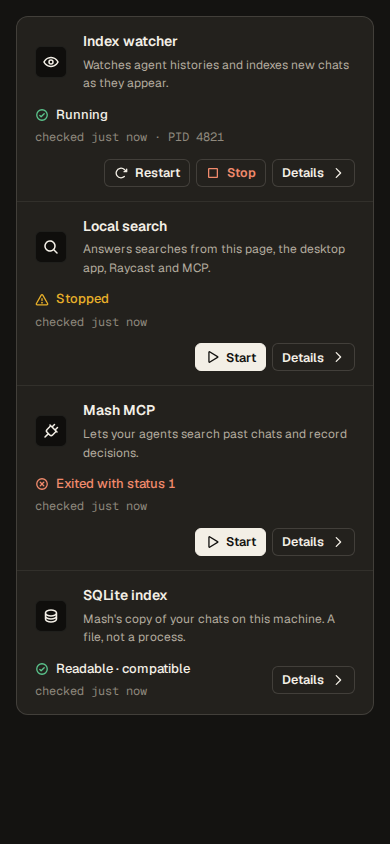 Index watcher
Watches agent histories and indexes new chats
as they appear.
Running
checked just now · PID 4821
Restart
Stop
Details
Local search
Answers searches from this page, the desktop
app, Raycast and MCP.
Stopped
checked just now
Start
Details
Mash MCP
Lets your agents search past chats and record
decisions.
Exited with status 1
checked just now
Start
Details
SQLite index
Mash's copy of your chats on this machine. A
file, not a process.
Readable · compatible
checked just now
Details